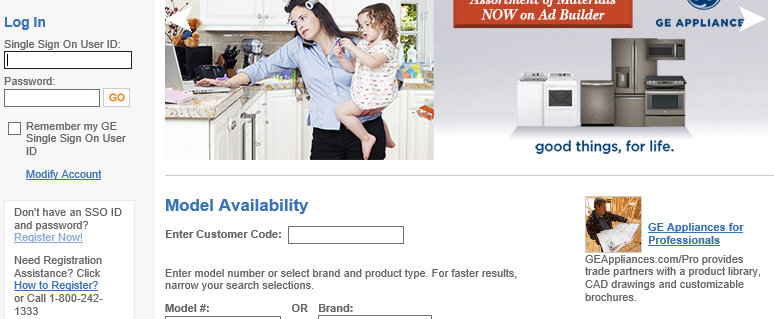 Log In
Single Sign On User ID:
Password:
GO
Remember my GE
Single Sign On User
ID
Modify Account
Don't have an SSO ID
and password?
Register Now!
Need Registration
Assistance? Click
How to Register?
or Call 1-800-242-
1333
Assortment of Materials
NOW on Ad Builder
GE APPLIANCE
good things, for life.
Model Availability
Enter Customer Code:
Enter model number or select brand and product type. For faster results,
narrow your search selections.
Model #: OR Brand:
GE Appliances for
Professionals
GEAppliances.com/Pro provides
trade partners with a product library,
CAD drawings and customizable
brochures.